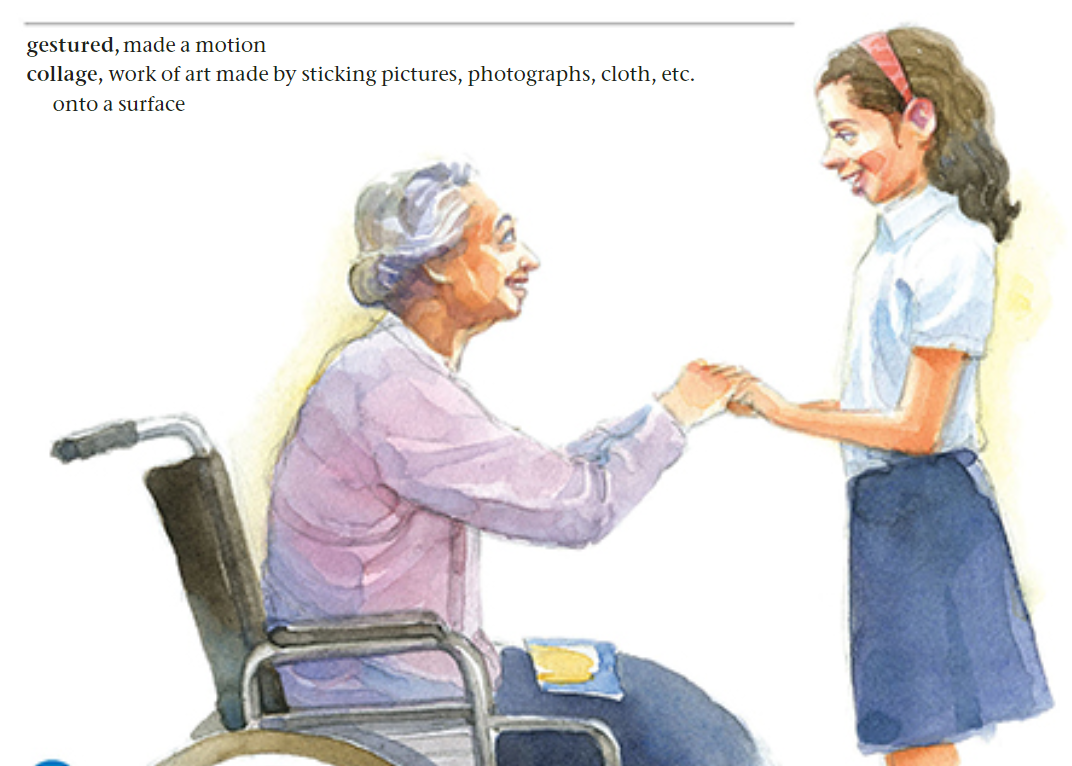 gestured, made a motion
collage, work of art made by sticking pictures, photographs, cloth, etc.
onto a surface